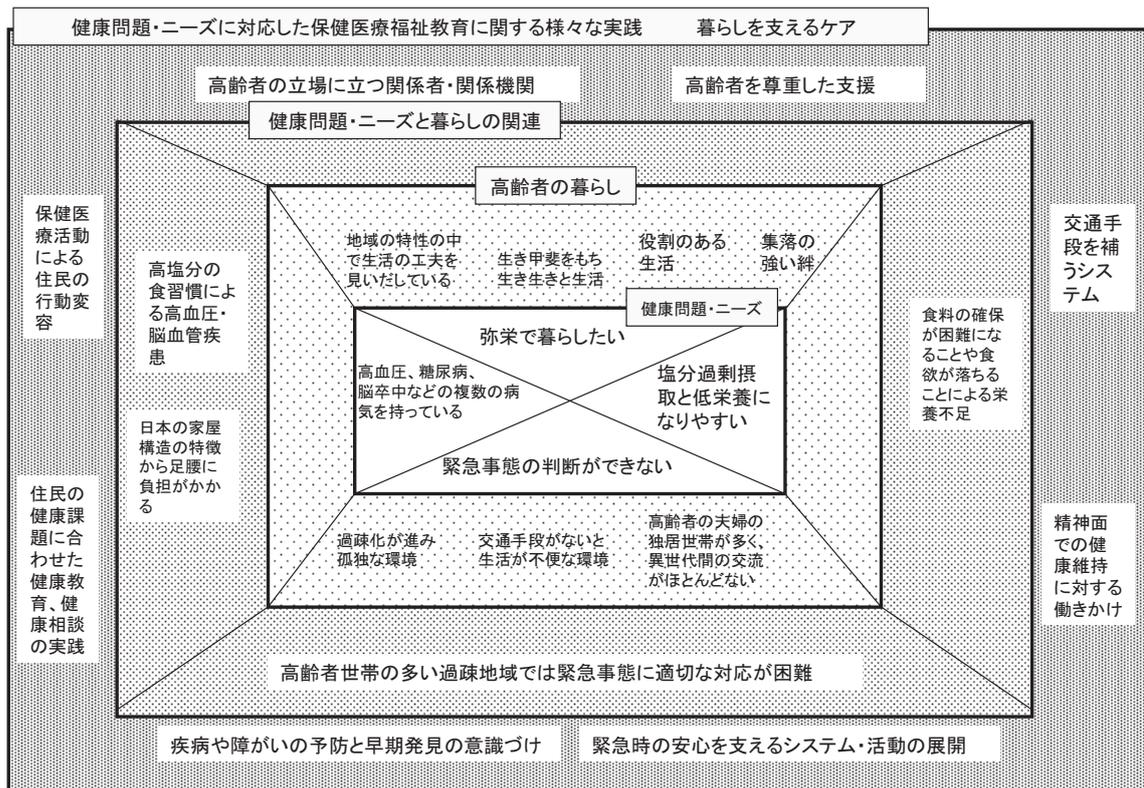 健康問題・ニーズに対応した保健医療福祉教育に関する様々な実践　　暮らしを支えるケア
高齢者の立場に立つ関係者・関係機関
高齢者を尊重した支援
健康問題・ニーズと暮らしの関連
高齢者の暮らし
保健医
療活動
による
住民の
行動変
容
高塩分の
食習慣によ
る高血圧・
脳血管疾
患
地域の特性の中
で生活の工夫を
見いだしている
生き甲斐をもち
生き生きと生活
役割のある
生活
集落の
強い絆
交通手
段を補
うシス
テム
健康問題・ニーズ
弥栄で暮らしたい
高血圧、糖尿病、
脳卒中などの複数の病
気を持っている
塩分過剰摂
取と低栄養に
なりやすい
緊急事態の判断ができない
食料の確保
が困難にな
ることや食
欲が落ちる
ことによる栄
養不足
日本の家屋
構造の特徴
から足腰に
負担がかか
る
住民の
健康課
題に合
わせた
健康教
育、健
康相談
の実践
過疎化が進み
孤独な環境
交通手段がないと
生活が不便な環境
高齢者の夫婦の
独居世帯が多く、
異世代間の交流
がほとんどない
精神面
での健
康維持
に対する
働きかけ
高齢者世帯の多い過疎地域では緊急事態に適切な対応が困難
疾病や障がいの予防と早期発見の意識づけ
緊急時の安心を支えるシステム・活動の展開